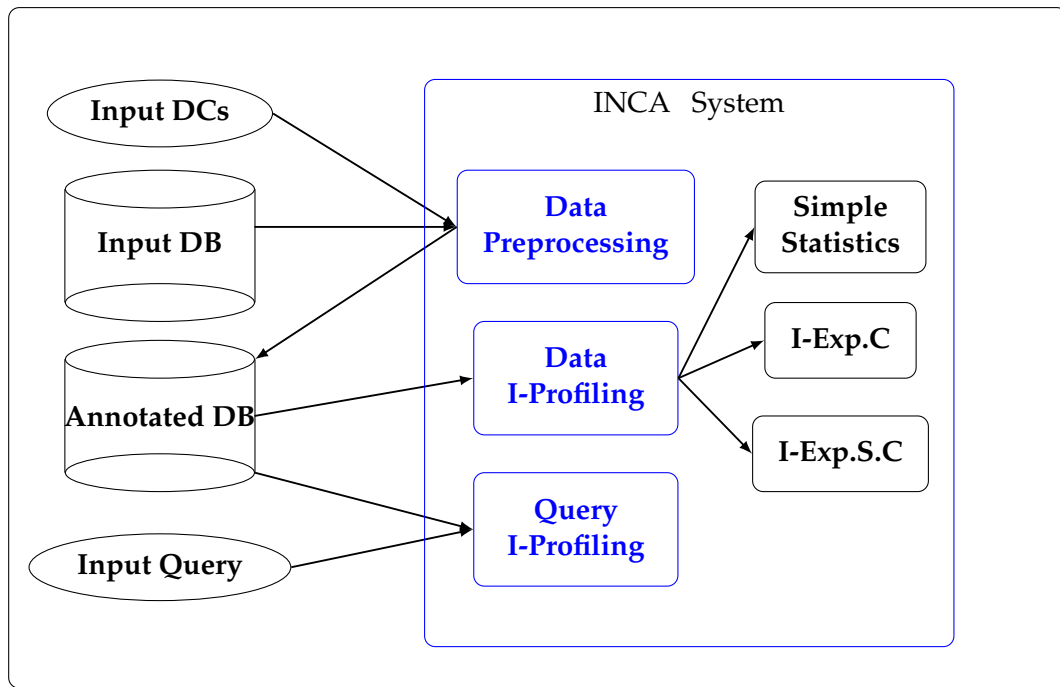 INCA System
Input DCs
Input DB
Annotated DB
Input Query
Data
Preprocessing
Data
I-Profiling
Query
I-Profiling
Simple
Statistics
I-Exp.C
I-Exp.S.C